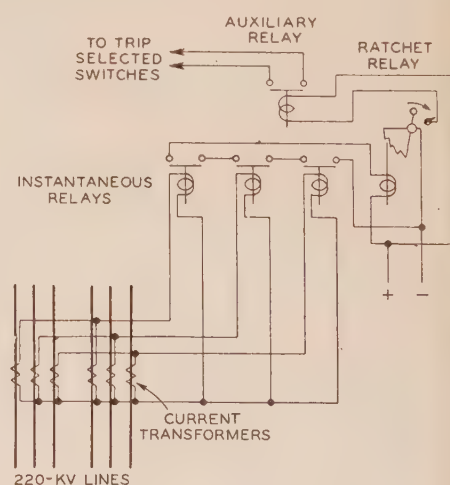 AUXILIARY
RELAY
TO TRIP
SELECTED
SWITCHES
RATCHET
RELAY
INSTANTANEOUS
RELAYS
+ −
CURRENT
TRANSFORMERS
220-KV LINES